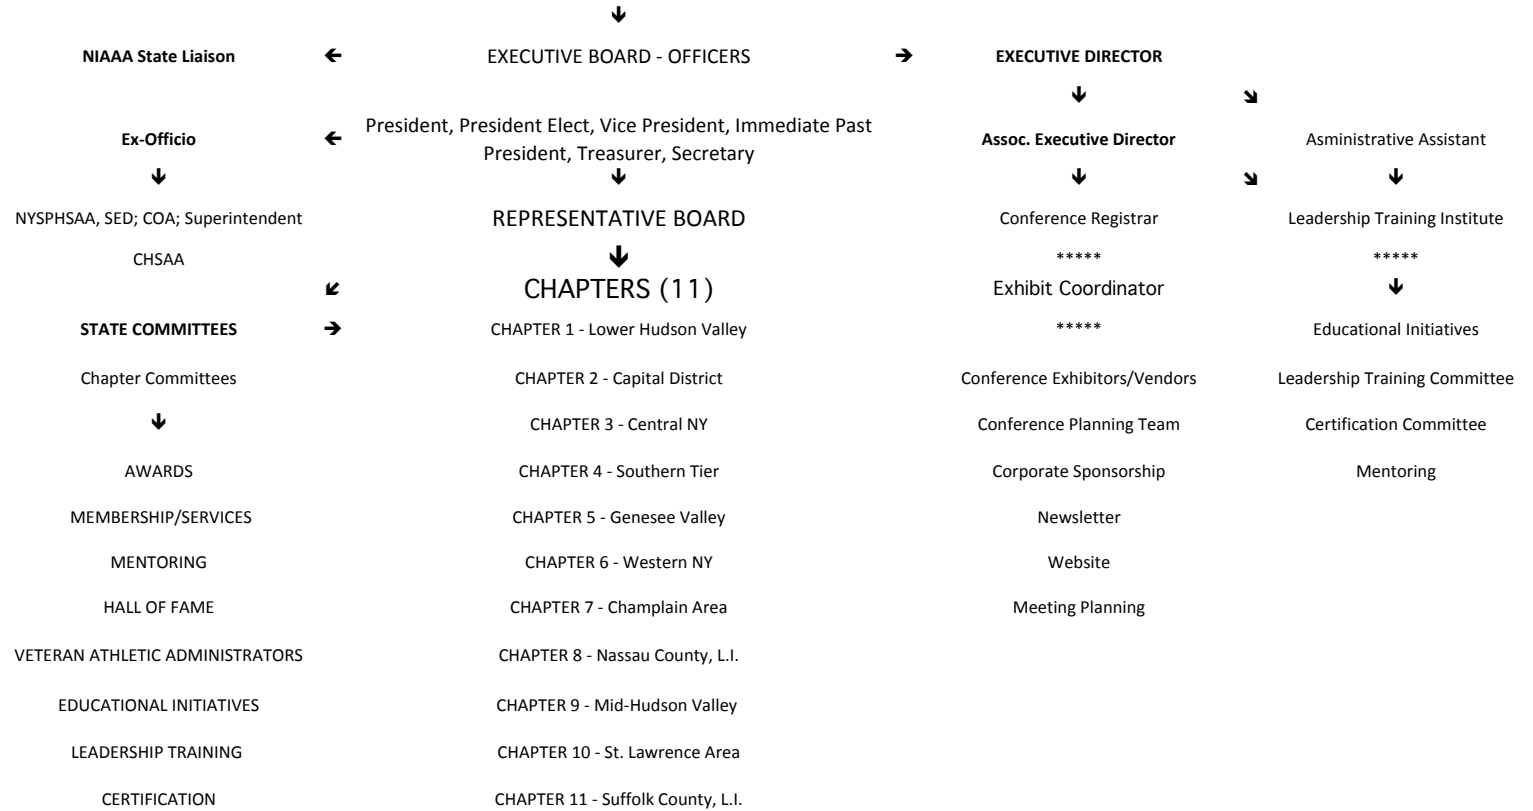 NIAAA State Liaison 🡸 EXECUTIVE BOARD - OFFICERS 🡺 EXECUTIVE DIRECTOR
Ex-Officio 🡸 President, President Elect, Vice President, Immediate Past
President, Treasurer, Secretary
Assoc. Executive Director Asministrative Assistant
NYSPHSAA, SED; COA; Superintendent REPRESENTATIVE BOARD Conference Registrar Leadership Training Institute
CHSAA ***** *****
CHAPTERS (11) Exhibit Coordinator
STATE COMMITTEES 🡺 CHAPTER 1 - Lower Hudson Valley ***** Educational Initiatives
Chapter Committees CHAPTER 2 - Capital District Conference Exhibitors/Vendors Leadership Training Committee
CHAPTER 3 - Central NY Conference Planning Team Certification Committee
AWARDS CHAPTER 4 - Southern Tier Corporate Sponsorship Mentoring
MEMBERSHIP/SERVICES CHAPTER 5 - Genesee Valley Newsletter
MENTORING CHAPTER 6 - Western NY Website
HALL OF FAME CHAPTER 7 - Champlain Area Meeting Planning
VETERAN ATHLETIC ADMINISTRATORS CHAPTER 8 - Nassau County, L.I.
EDUCATIONAL INITIATIVES CHAPTER 9 - Mid-Hudson Valley
LEADERSHIP TRAINING CHAPTER 10 - St. Lawrence Area
CERTIFICATION CHAPTER 11 - Suffolk County, L.I.